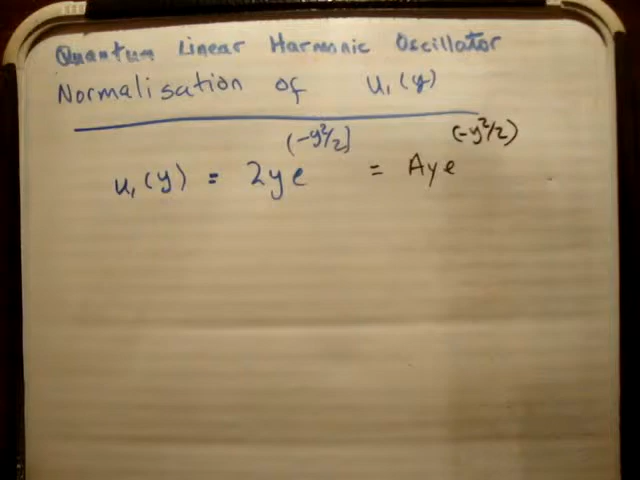 Quantum Linear Harmonic Oscillator
Normalisation of u₁(y)
u₁(y) = 2ye^(-y²/2) = Aye^(-y²/2)